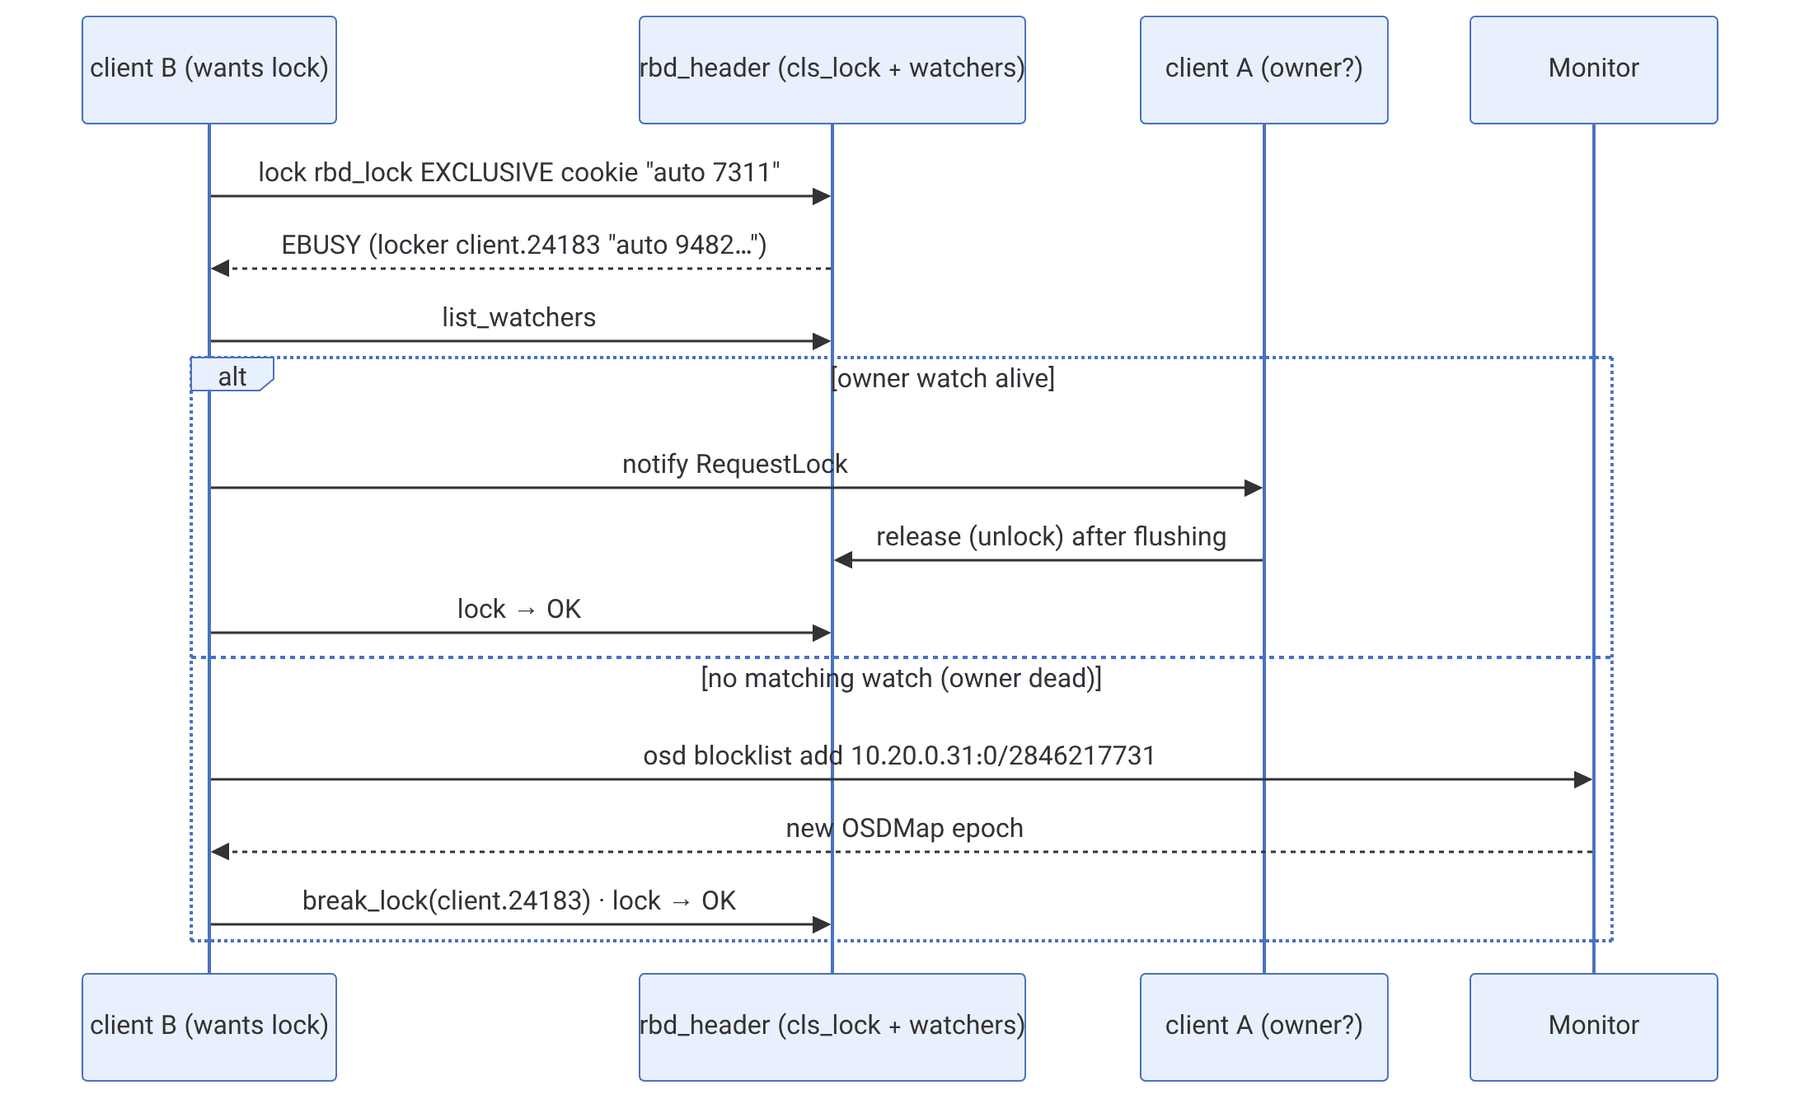 client B (wants lock)
rbd_header (cls_lock + watchers)
client A (owner?)
Monitor
lock rbd_lock EXCLUSIVE cookie "auto 7311"
EBUSY (locker client.24183 "auto 9482…")
list_watchers
alt
[owner watch alive]
notify RequestLock
release (unlock) after flushing
lock → OK
[no matching watch (owner dead)]
osd blocklist add 10.20.0.31:0/2846217731
new OSDMap epoch
break_lock(client.24183) · lock → OK
client B (wants lock)
rbd_header (cls_lock + watchers)
client A (owner?)
Monitor